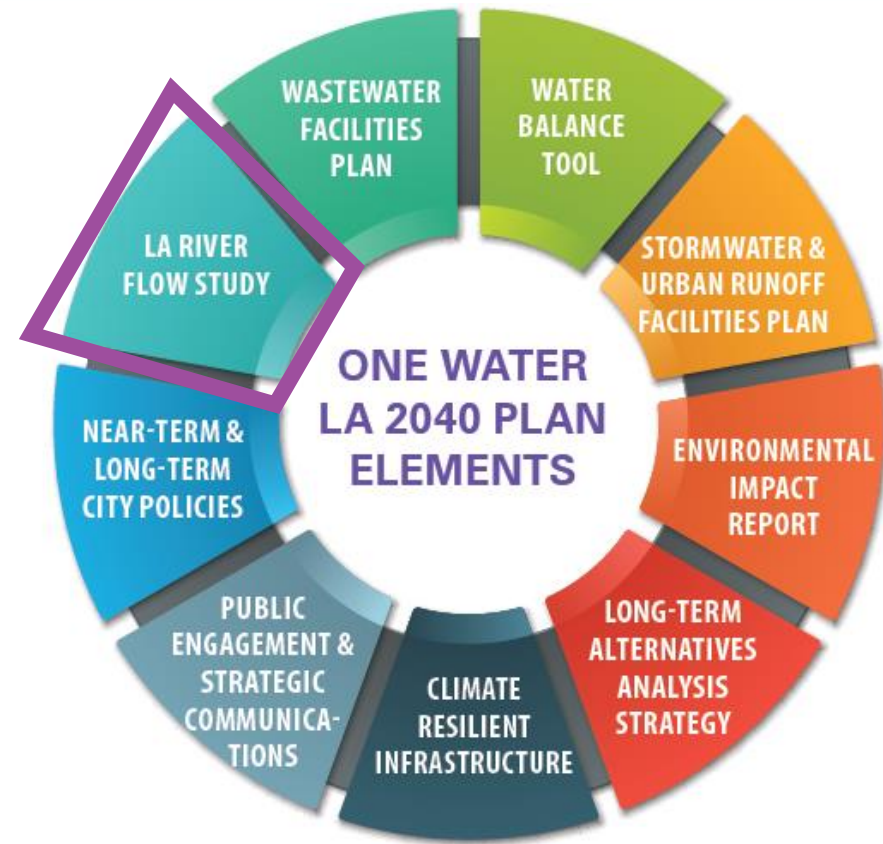 ONE WATER
LA 2040 PLAN
ELEMENTS
WASTEWATER
FACILITIES
PLAN
WATER
BALANCE
TOOL
STORMWATER &
URBAN RUNOFF
FACILITIES PLAN
ENVIRONMENTAL
IMPACT
REPORT
LONG-TERM
ALTERNATIVES
ANALYSIS
STRATEGY
CLIMATE
RESILIENT
INFRASTRUCTURE
PUBLIC
ENGAGEMENT &
STRATEGIC
COMMUNICA-
TIONS
NEAR-TERM &
LONG-TERM
CITY POLICIES
LA RIVER
FLOW STUDY